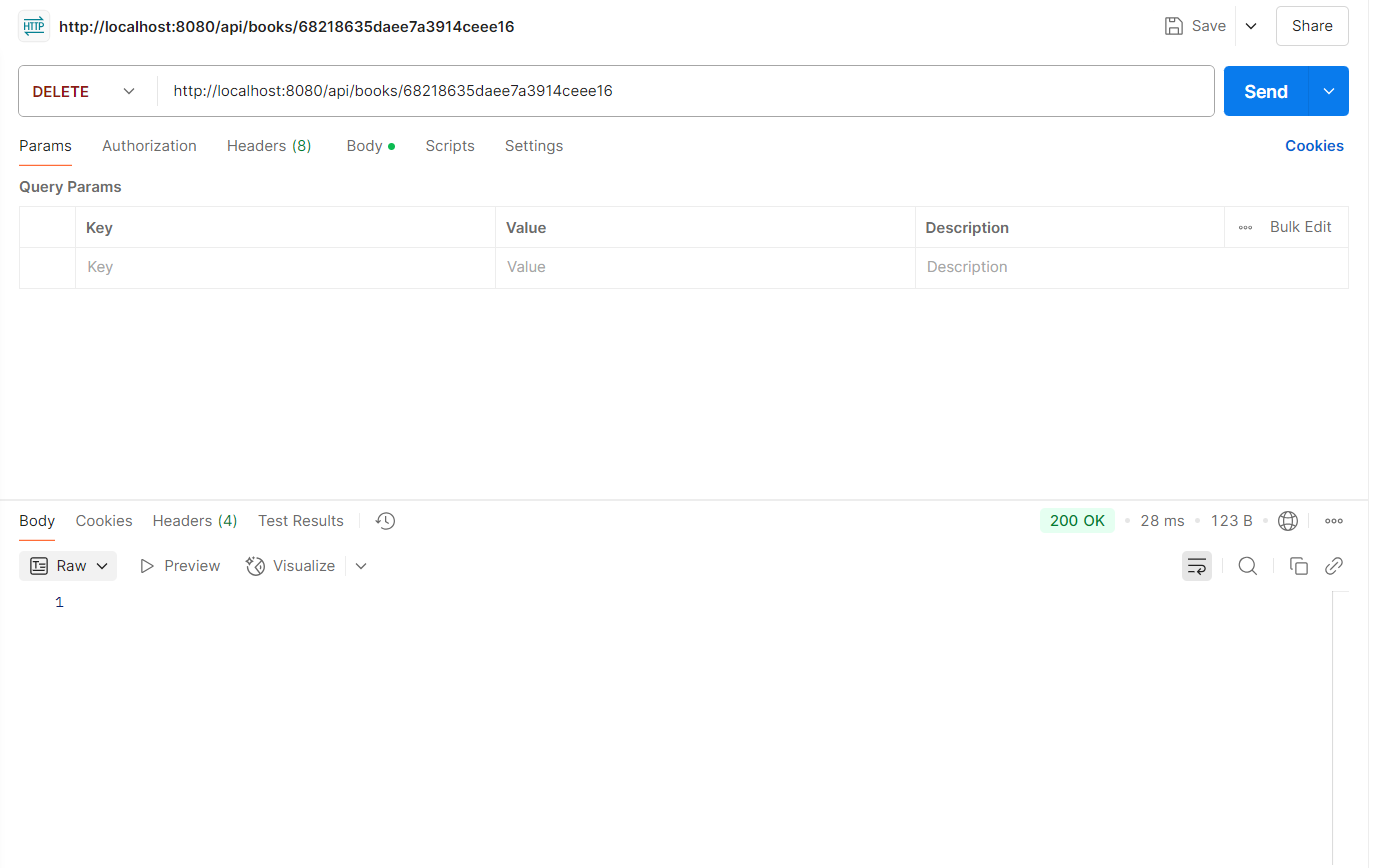 HTTP http://localhost:8080/api/books/68218635daee7a3914ceee16 Save Share
DELETE http://localhost:8080/api/books/68218635daee7a3914ceee16 Send
Params Authorization Headers (8) Body Scripts Settings Cookies
Query Params
Key Value Description Bulk Edit
Key Value Description
Body Cookies Headers (4) Test Results 200 OK 28 ms 123 B
Raw Preview Visualize
1